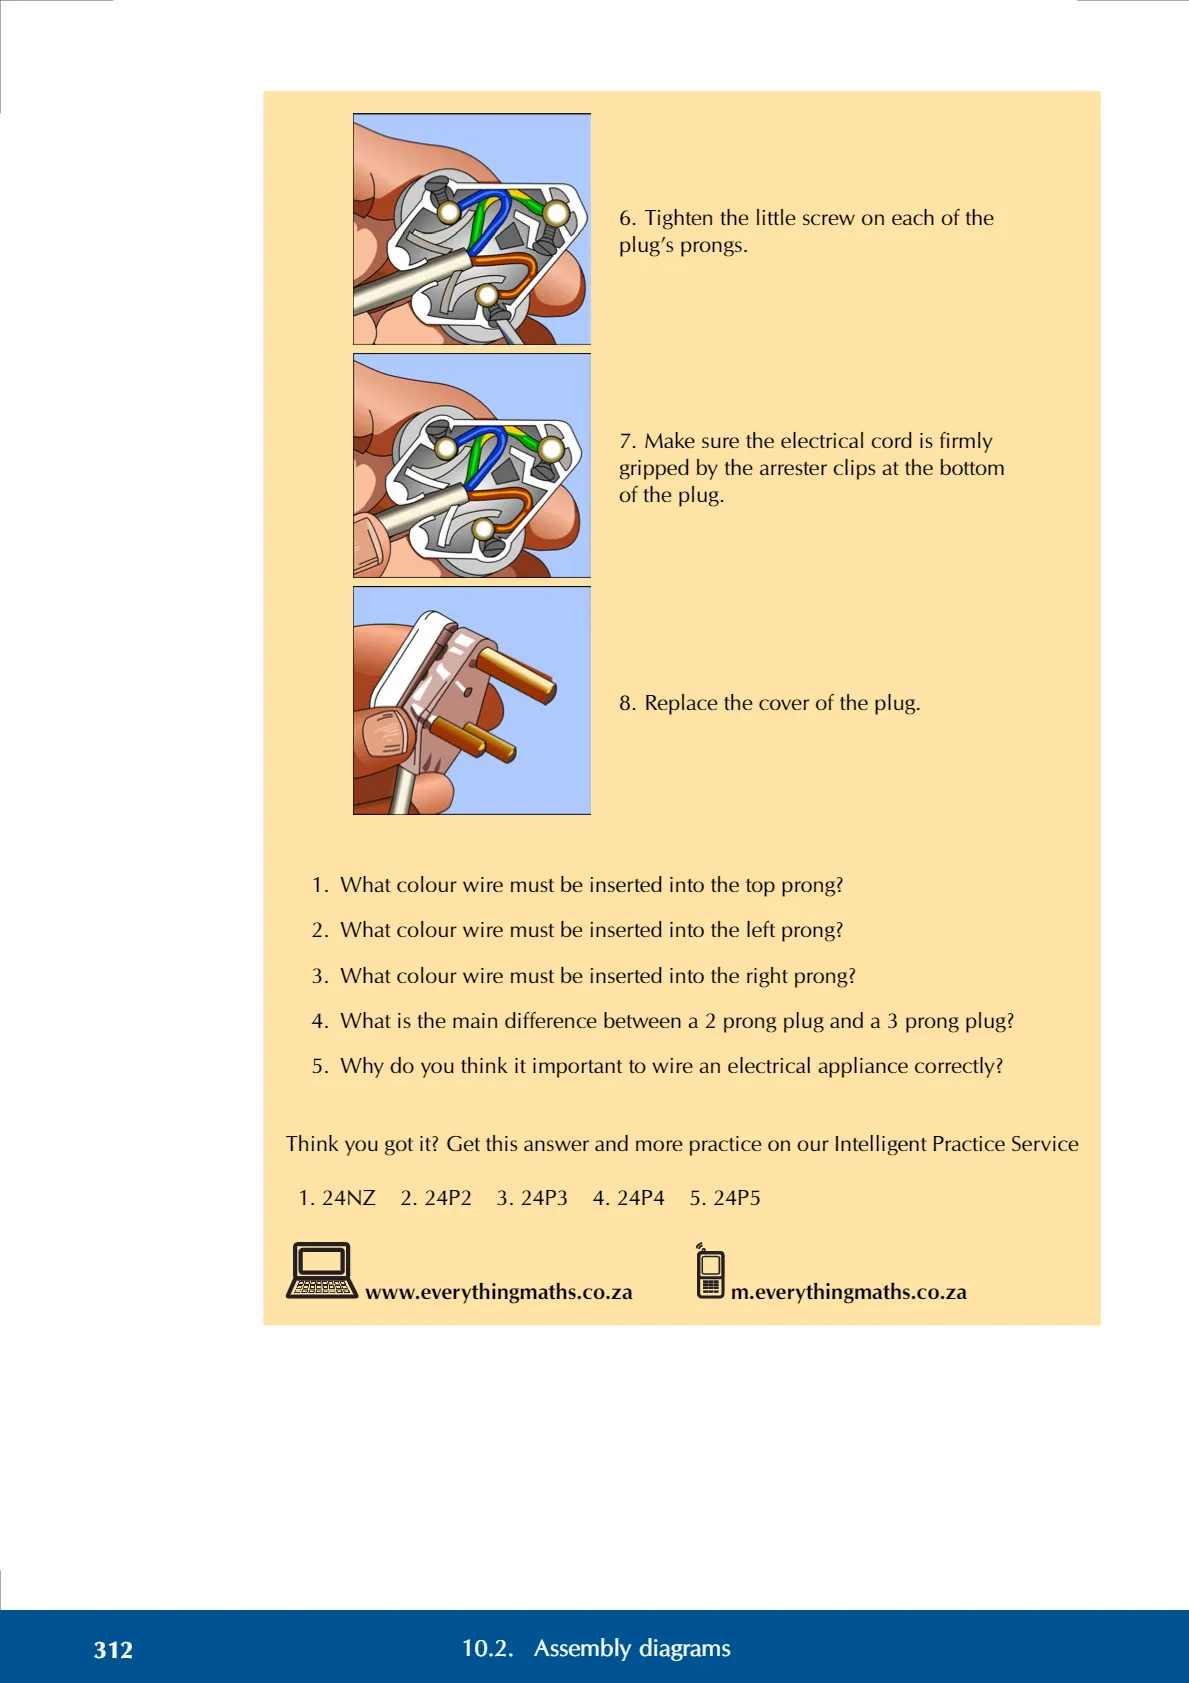 6. Tighten the little screw on each of the
plug’s prongs.
7. Make sure the electrical cord is firmly
gripped by the arrester clips at the bottom
of the plug.
8. Replace the cover of the plug.
1. What colour wire must be inserted into the top prong?
2. What colour wire must be inserted into the left prong?
3. What colour wire must be inserted into the right prong?
4. What is the main difference between a 2 prong plug and a 3 prong plug?
5. Why do you think it important to wire an electrical appliance correctly?
Think you got it? Get this answer and more practice on our Intelligent Practice Service
1. 24NZ 2. 24P2 3. 24P3 4. 24P4 5. 24P5
www.everythingmaths.co.za m.everythingmaths.co.za
312 10.2. Assembly diagrams